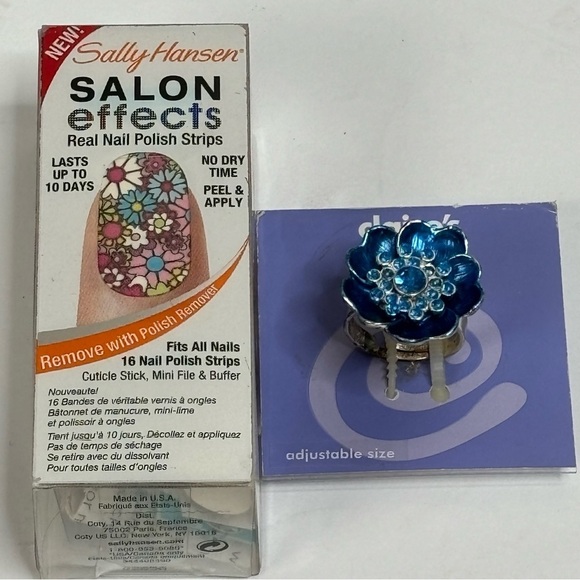 NEW!
Sally Hansen®
SALON
effects
Real Nail Polish Strips
LASTS
UP TO
10 DAYS
NO DRY
TIME
PEEL &
APPLY
Remove with Polish Remover
Fits All Nails
16 Nail Polish Strips
Cuticle Stick, Mini File & Buffer
Nouveauté!
16 Bandes de véritable vernis à ongles
Bâtonnet de manucure, mini-lime
et polissoir à ongles
Tient jusqu'à 10 jours, Décollez et appliquez
Pas de temps de séchage
Se retire avec du dissolvant
Pour toutes tailles d'ongles
Made in U.S.A.
Fabriqué aux Etats-Unis
Dist.
Coty, 14 Rue du Septembre
75002 Paris, France
Coty US LLC, New York, NY 10016
sallyhansen.com
claire's
adjustable size